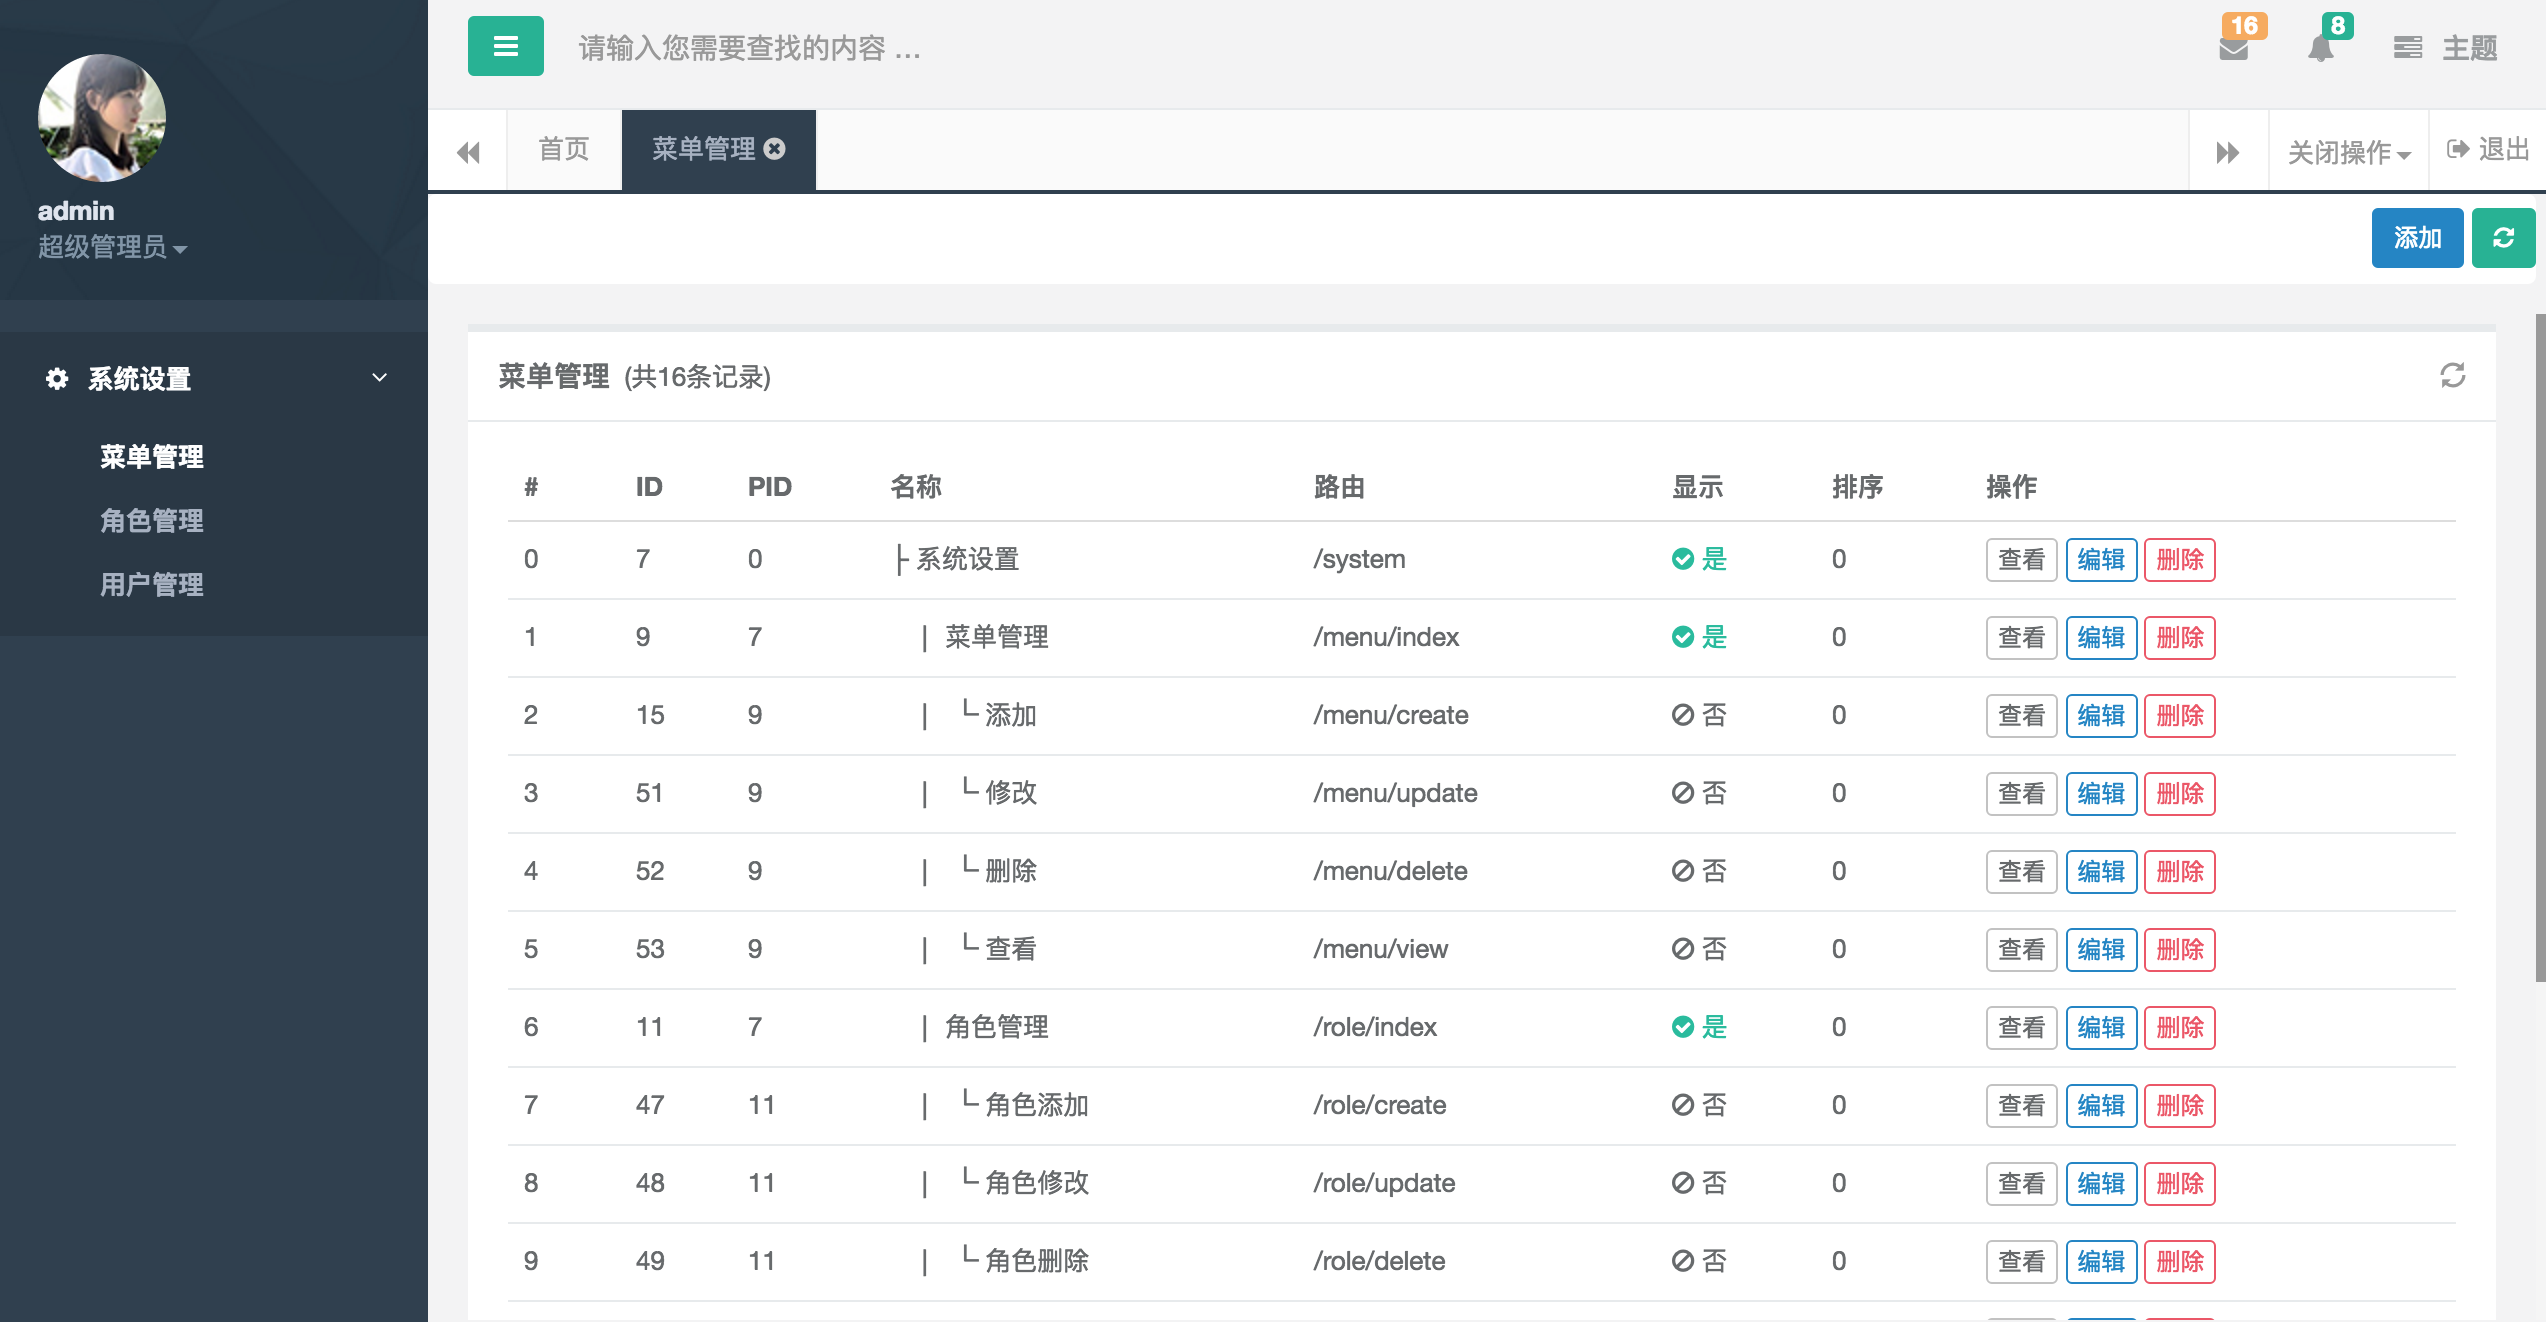 admin
超级管理员
系统设置
菜单管理
角色管理
用户管理
请输入您需要查找的内容 …
16
8
主题
首页
菜单管理
关闭操作
退出
添加
菜单管理 (共16条记录)
# ID PID 名称 路由 显示 排序 操作
0 7 0 ├ 系统设置 /system 是 0 查看 编辑 删除
1 9 7 | 菜单管理 /menu/index 是 0 查看 编辑 删除
2 15 9 | └ 添加 /menu/create 否 0 查看 编辑 删除
3 51 9 | └ 修改 /menu/update 否 0 查看 编辑 删除
4 52 9 | └ 删除 /menu/delete 否 0 查看 编辑 删除
5 53 9 | └ 查看 /menu/view 否 0 查看 编辑 删除
6 11 7 | 角色管理 /role/index 是 0 查看 编辑 删除
7 47 11 | └ 角色添加 /role/create 否 0 查看 编辑 删除
8 48 11 | └ 角色修改 /role/update 否 0 查看 编辑 删除
9 49 11 | └ 角色删除 /role/delete 否 0 查看 编辑 删除